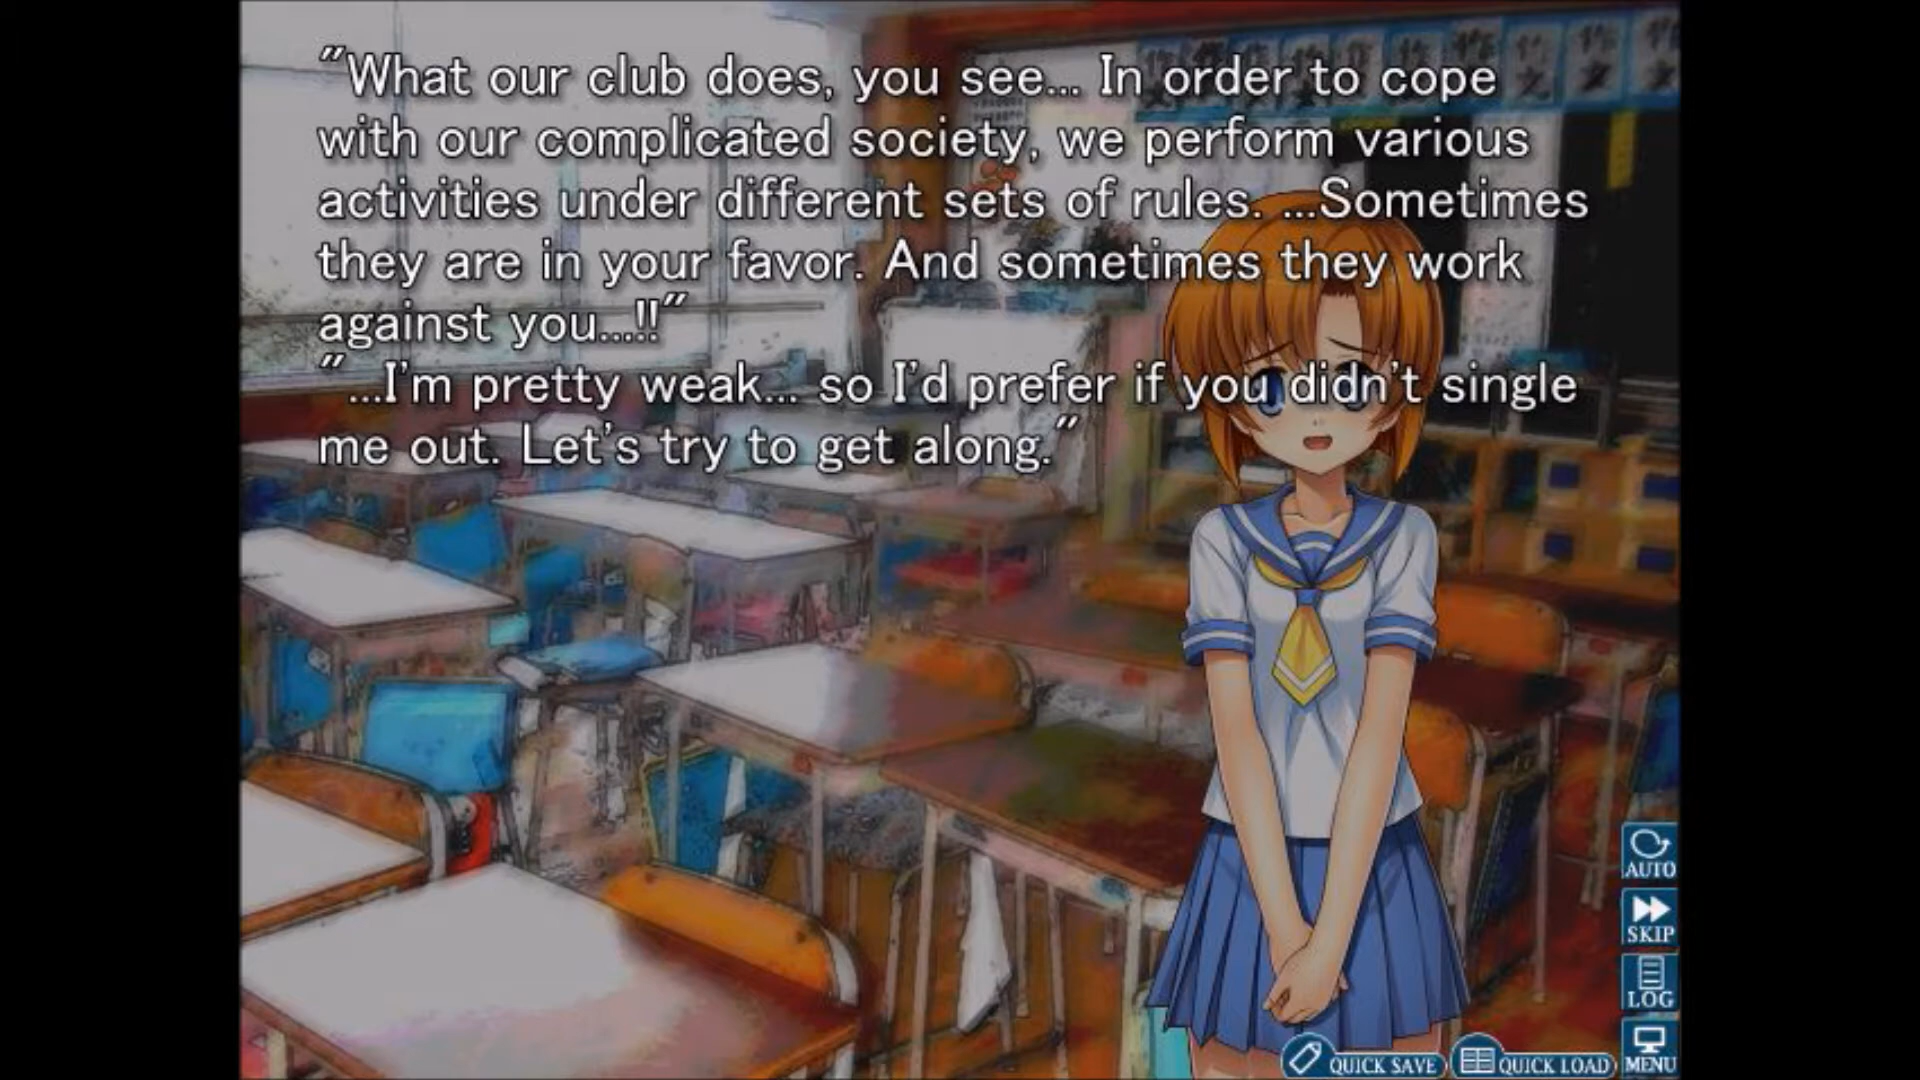 "What our club does, you see... In order to cope
with our complicated society, we perform various
activities under different sets of rules. ...Sometimes
they are in your favor. And sometimes they work
against you...!!"
"...I'm pretty weak... so I'd prefer if you didn't single
me out. Let's try to get along."
AUTO
SKIP
LOG
MENU
QUICK SAVE
QUICK LOAD